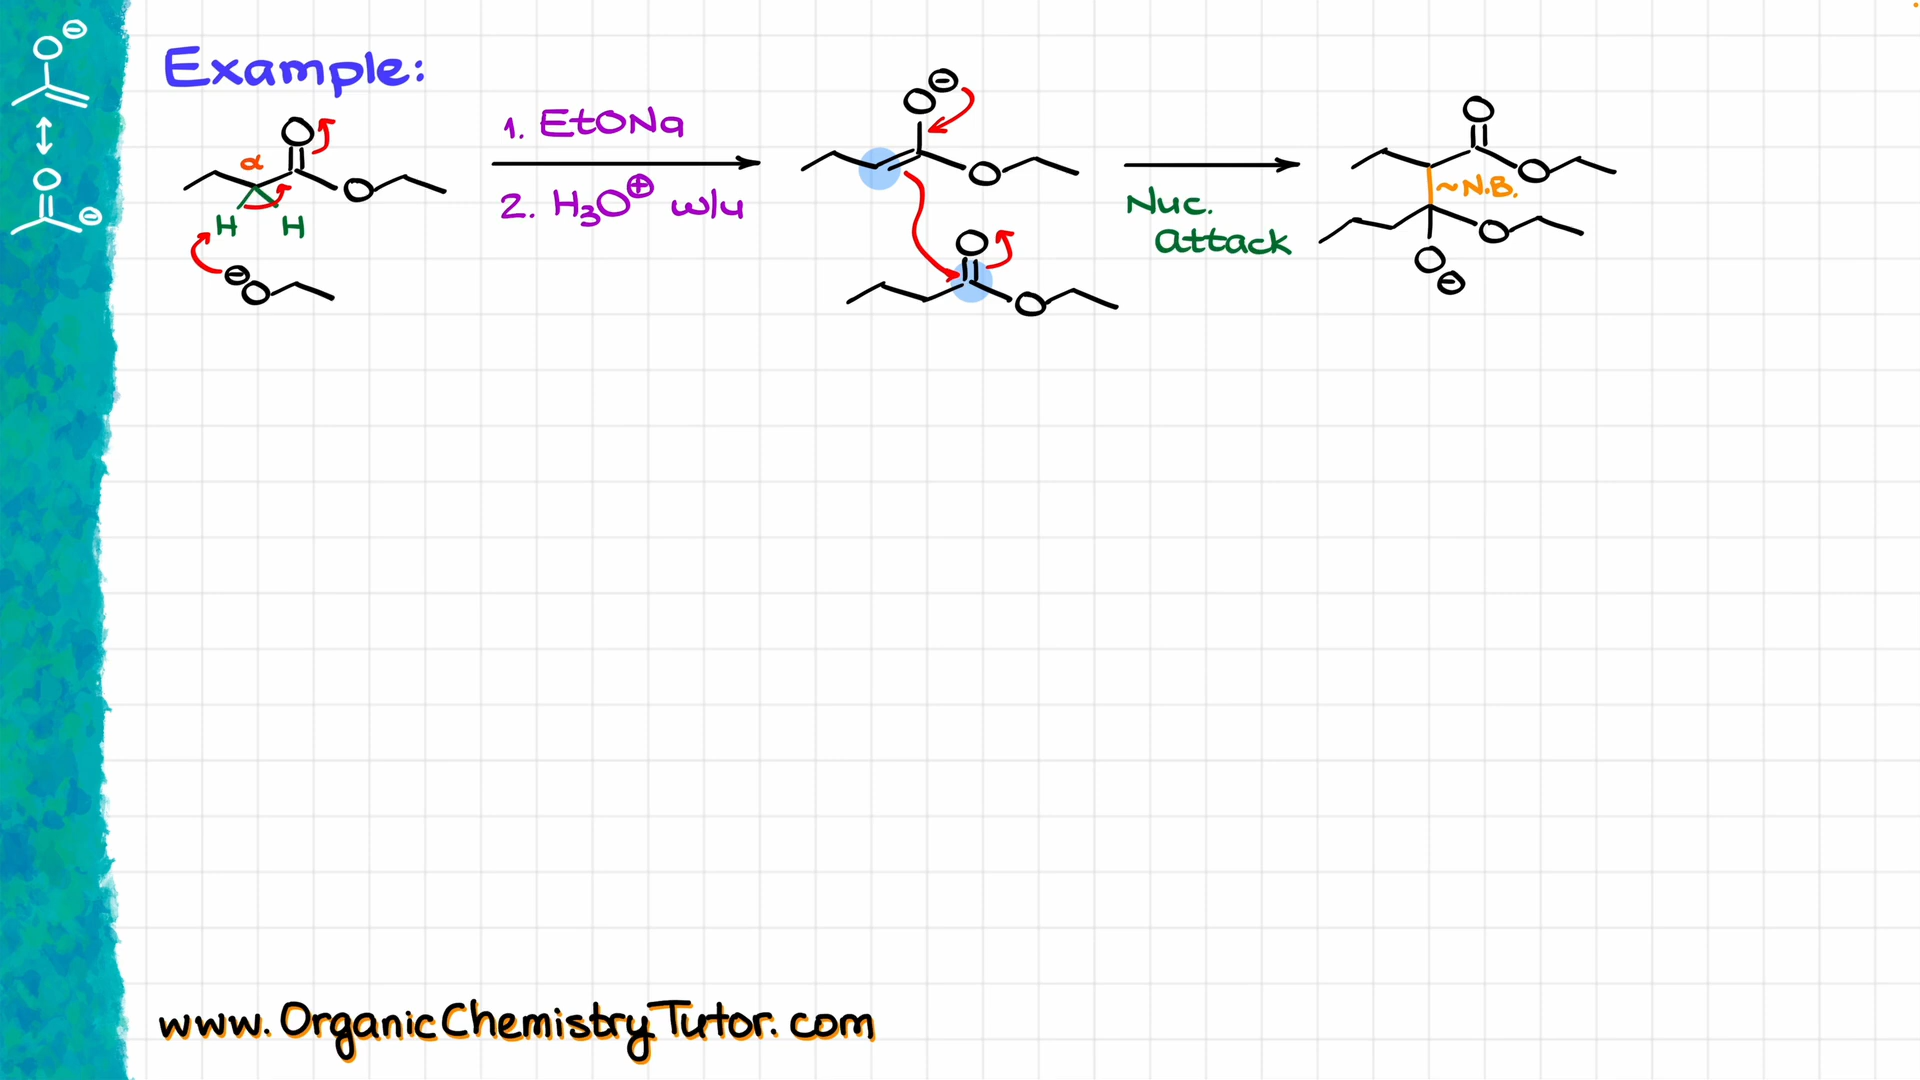 Example:
1. EtONa
2. H₃O⊕ w/u
α
O
O
H
H
⊖
O
O⊖
O
O
O
Nuc.
attack
O
O
~N.B.
O
O
⊖
O⊖
O
⊖
www.OrganicChemistryTutor.com